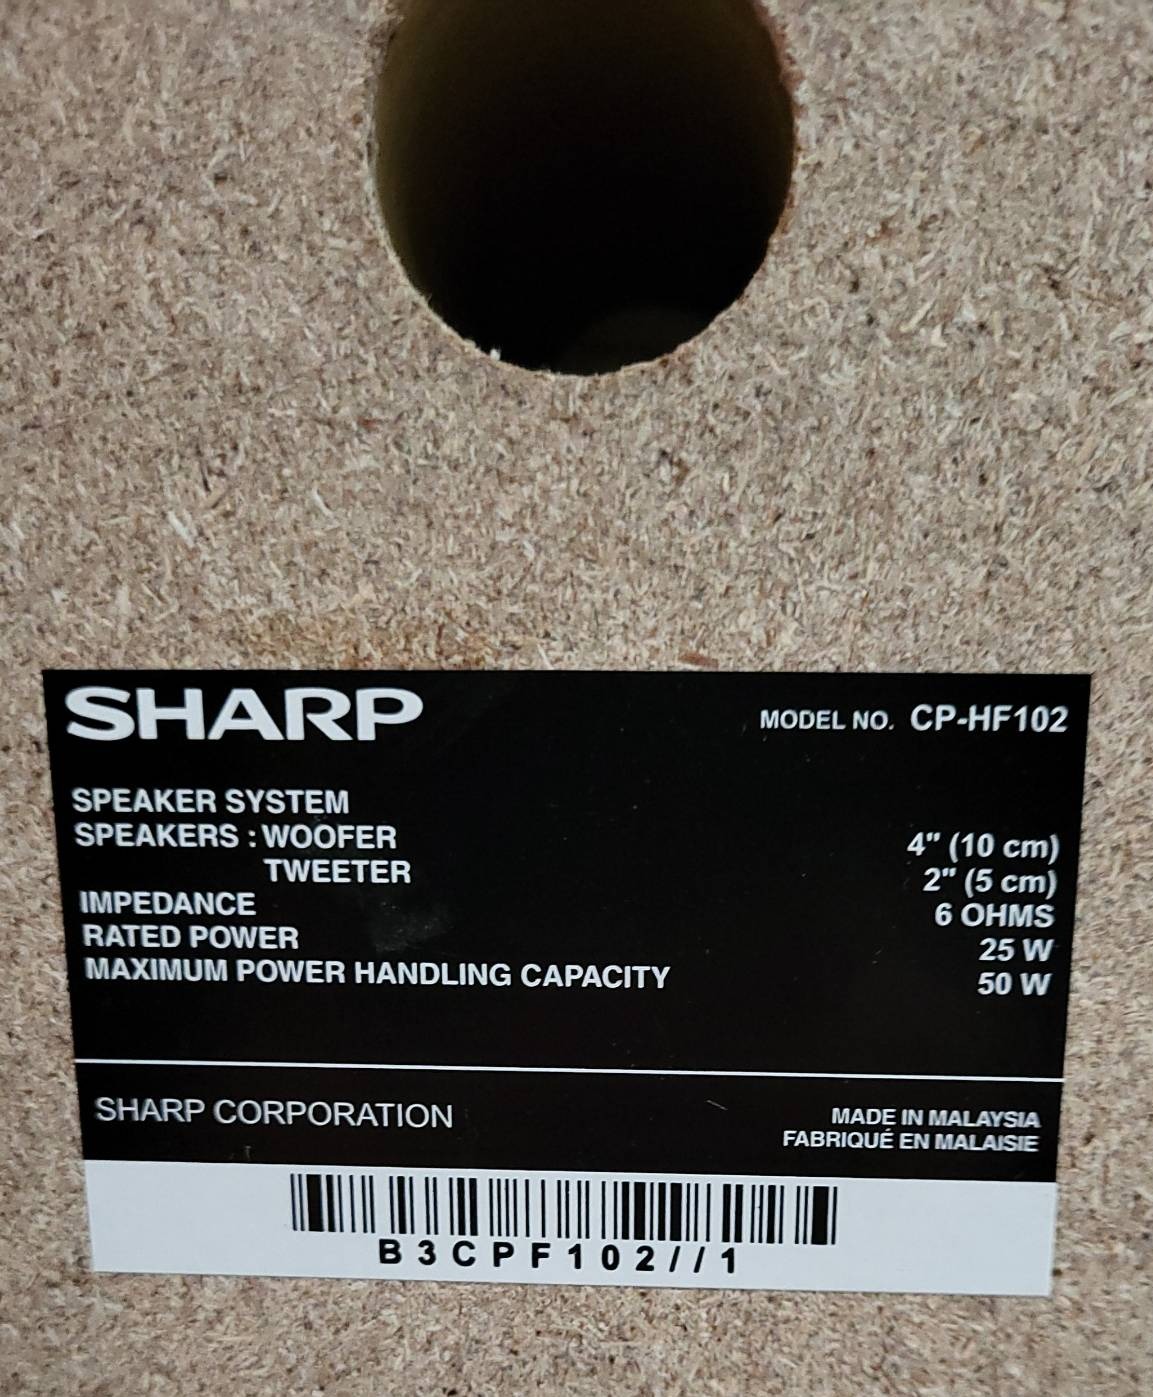 SHARP
MODEL NO. CP-HF102
SPEAKER SYSTEM
SPEAKERS : WOOFER 4" (10 cm)
TWEETER 2" (5 cm)
IMPEDANCE 6 OHMS
RATED POWER 25 W
MAXIMUM POWER HANDLING CAPACITY 50 W
SHARP CORPORATION
MADE IN MALAYSIA
FABRIQUÉ EN MALAISIE
B3CPF102//1